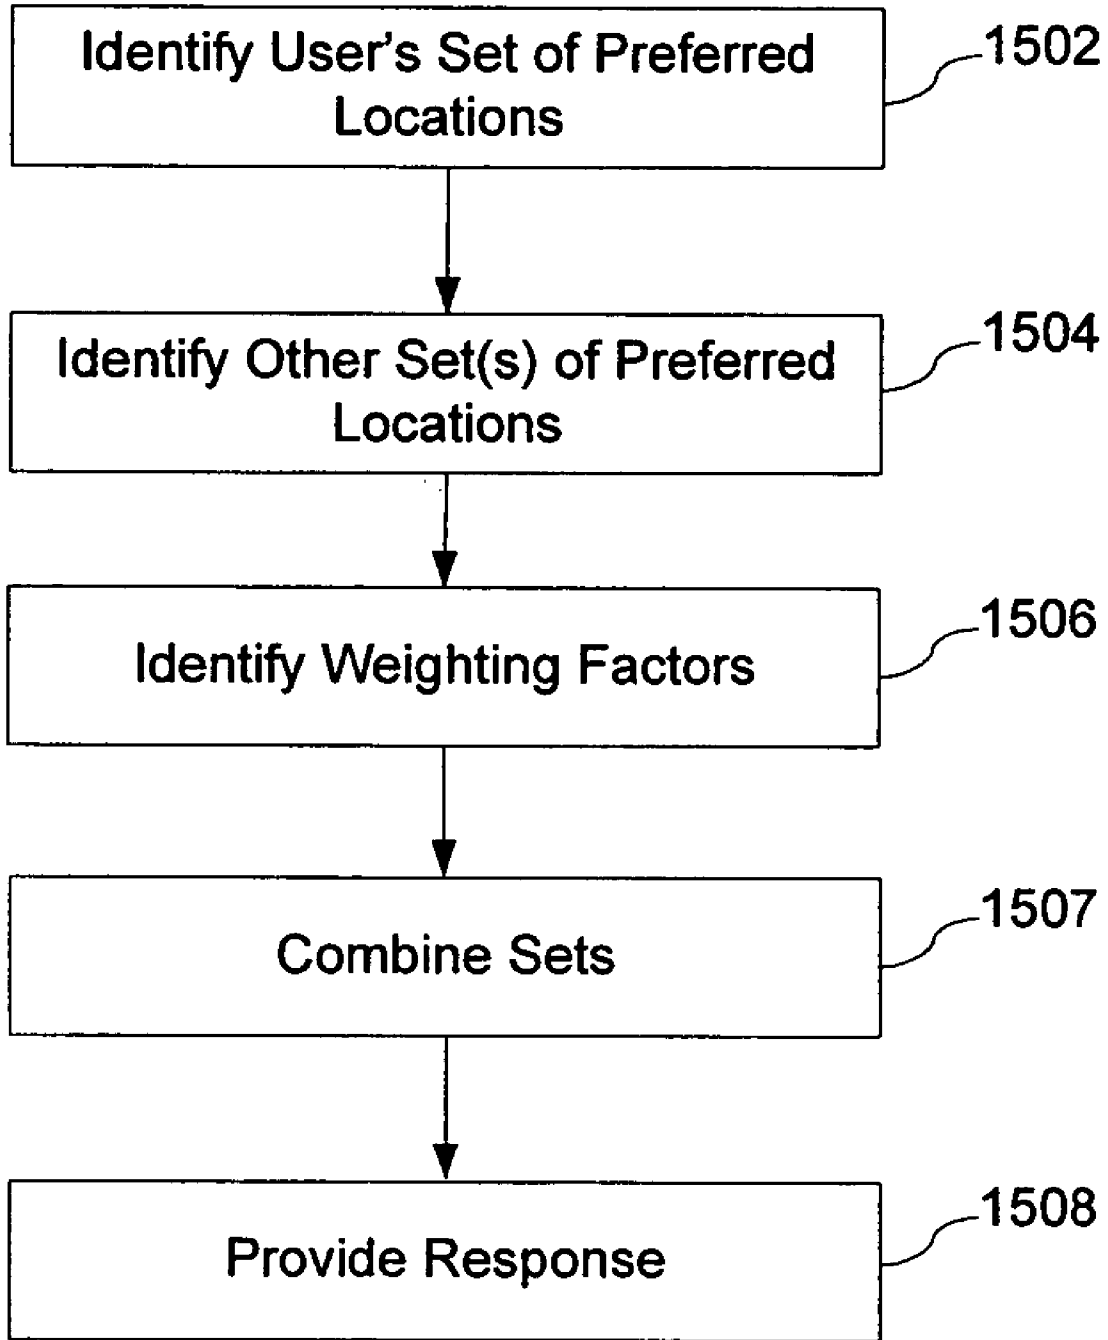 Identify User's Set of Preferred
Locations
1502
Identify Other Set(s) of Preferred
Locations
1504
Identify Weighting Factors
1506
Combine Sets
1507
Provide Response
1508